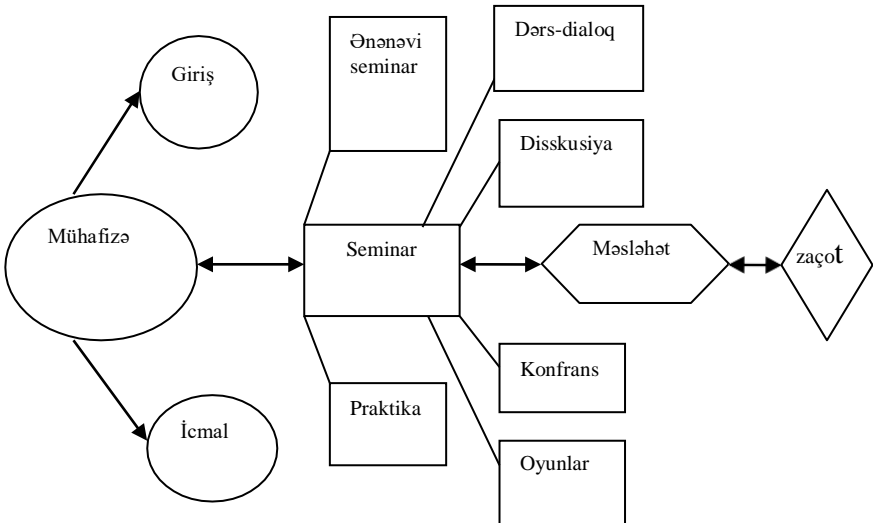 Giriş
Ənənəvi
seminar
Dərs-dialoq
Disskusiya
Mühafizə
Seminar
Məsləhət
zaçot
Konfrans
Praktika
İcmal
Oyunlar